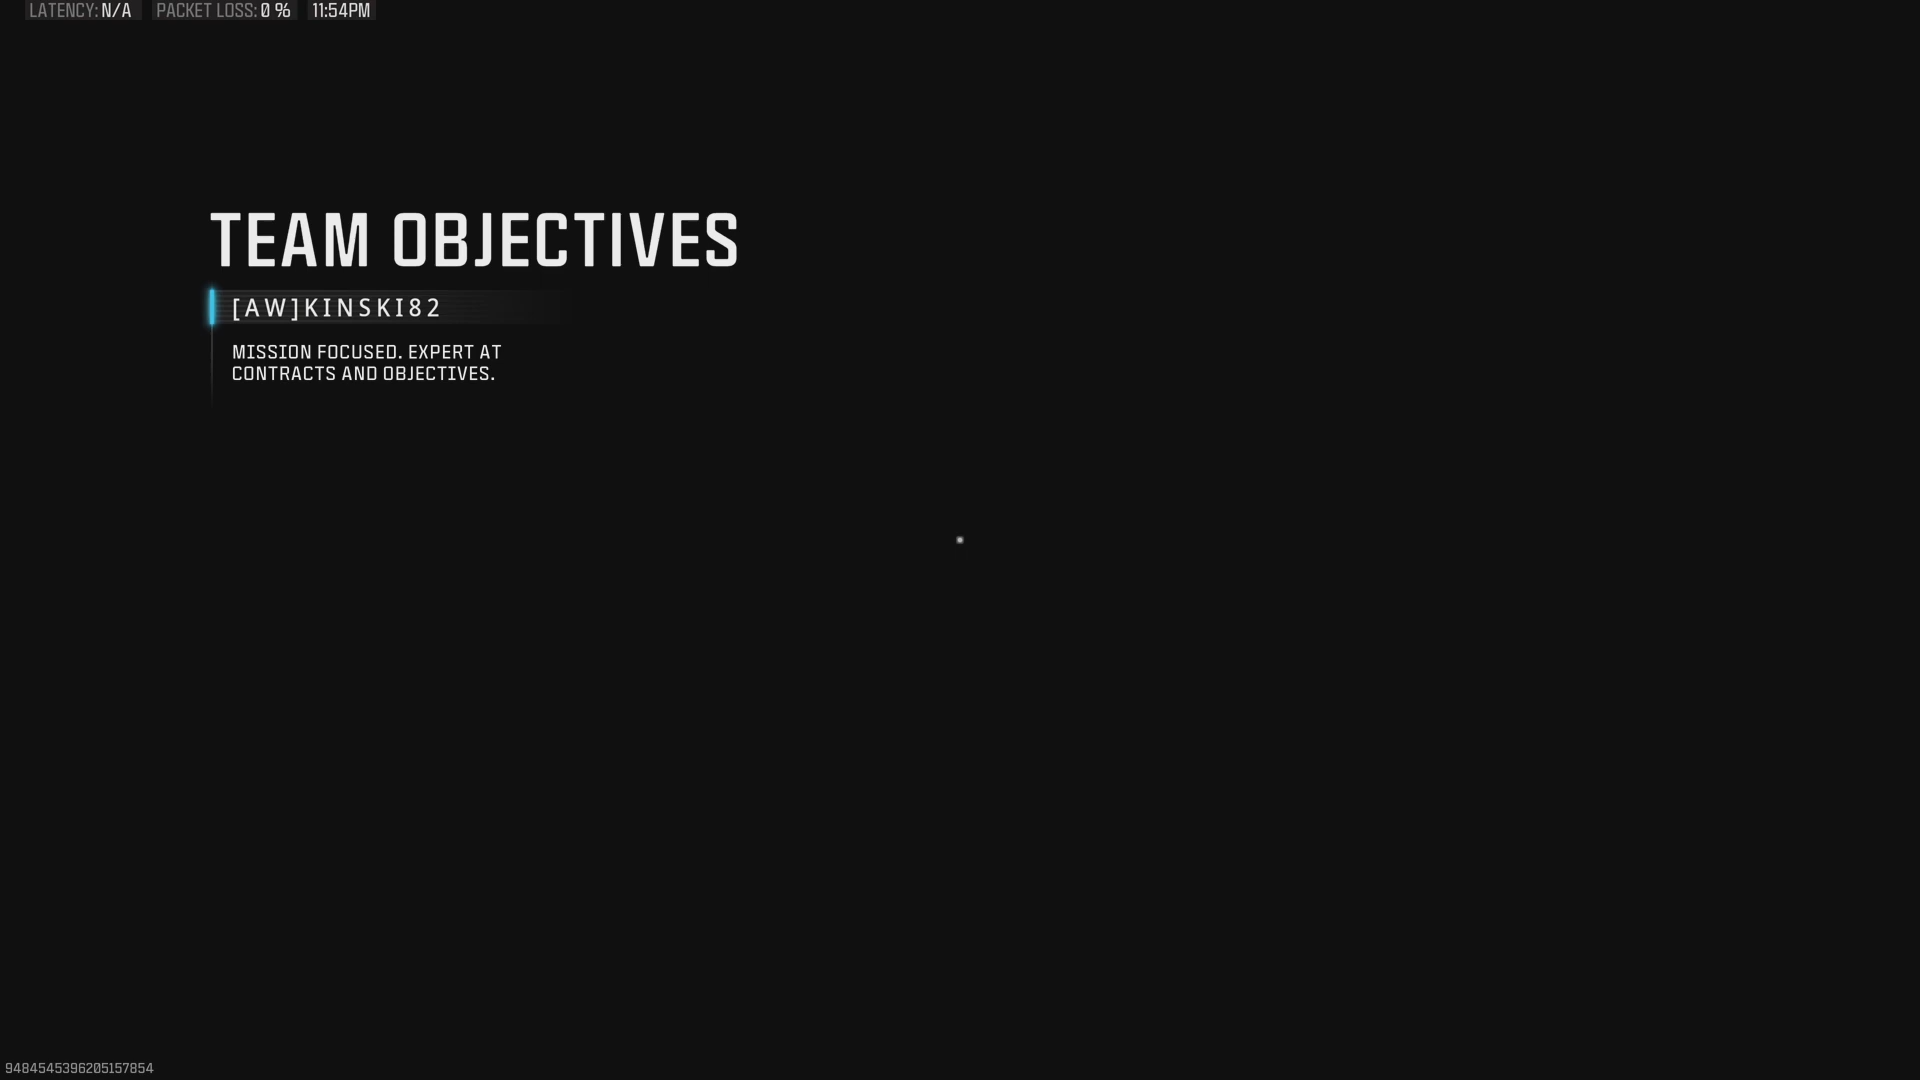 LATENCY: N/A PACKET LOSS: 0 % 11:54PM
TEAM OBJECTIVES
[AW]KINSKI82
MISSION FOCUSED. EXPERT AT
CONTRACTS AND OBJECTIVES.
9484545396205157854